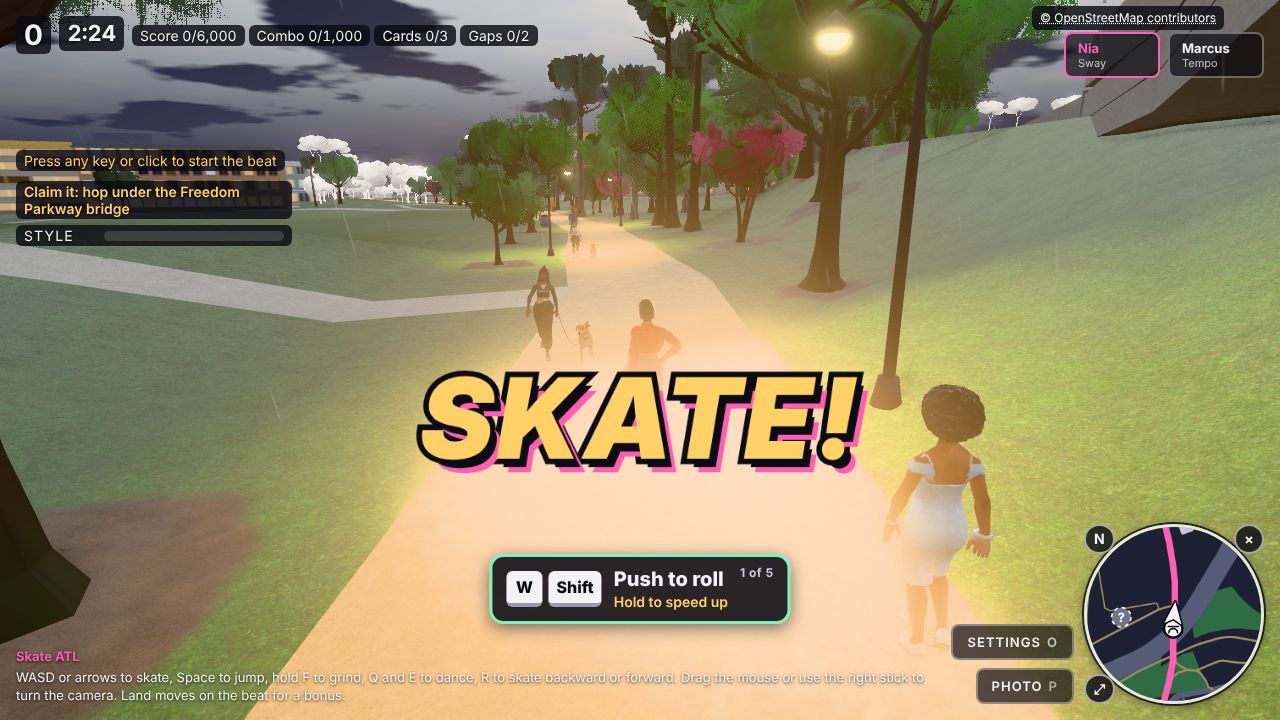 0
2:24
Score 0/6,000
Combo 0/1,000
Cards 0/3
Gaps 0/2
© OpenStreetMap contributors
Nia
Sway
Marcus
Tempo
Press any key or click to start the beat
Claim it: hop under the Freedom
Parkway bridge
STYLE
SKATE!
W
Shift
Push to roll
1 of 5
Hold to speed up
N
×
?
SETTINGS O
PHOTO P
Skate ATL
WASD or arrows to skate, Space to jump, hold F to grind, Q and E to dance, R to skate backward or forward. Drag the mouse or use the right stick to
turn the camera. Land moves on the beat for a bonus.